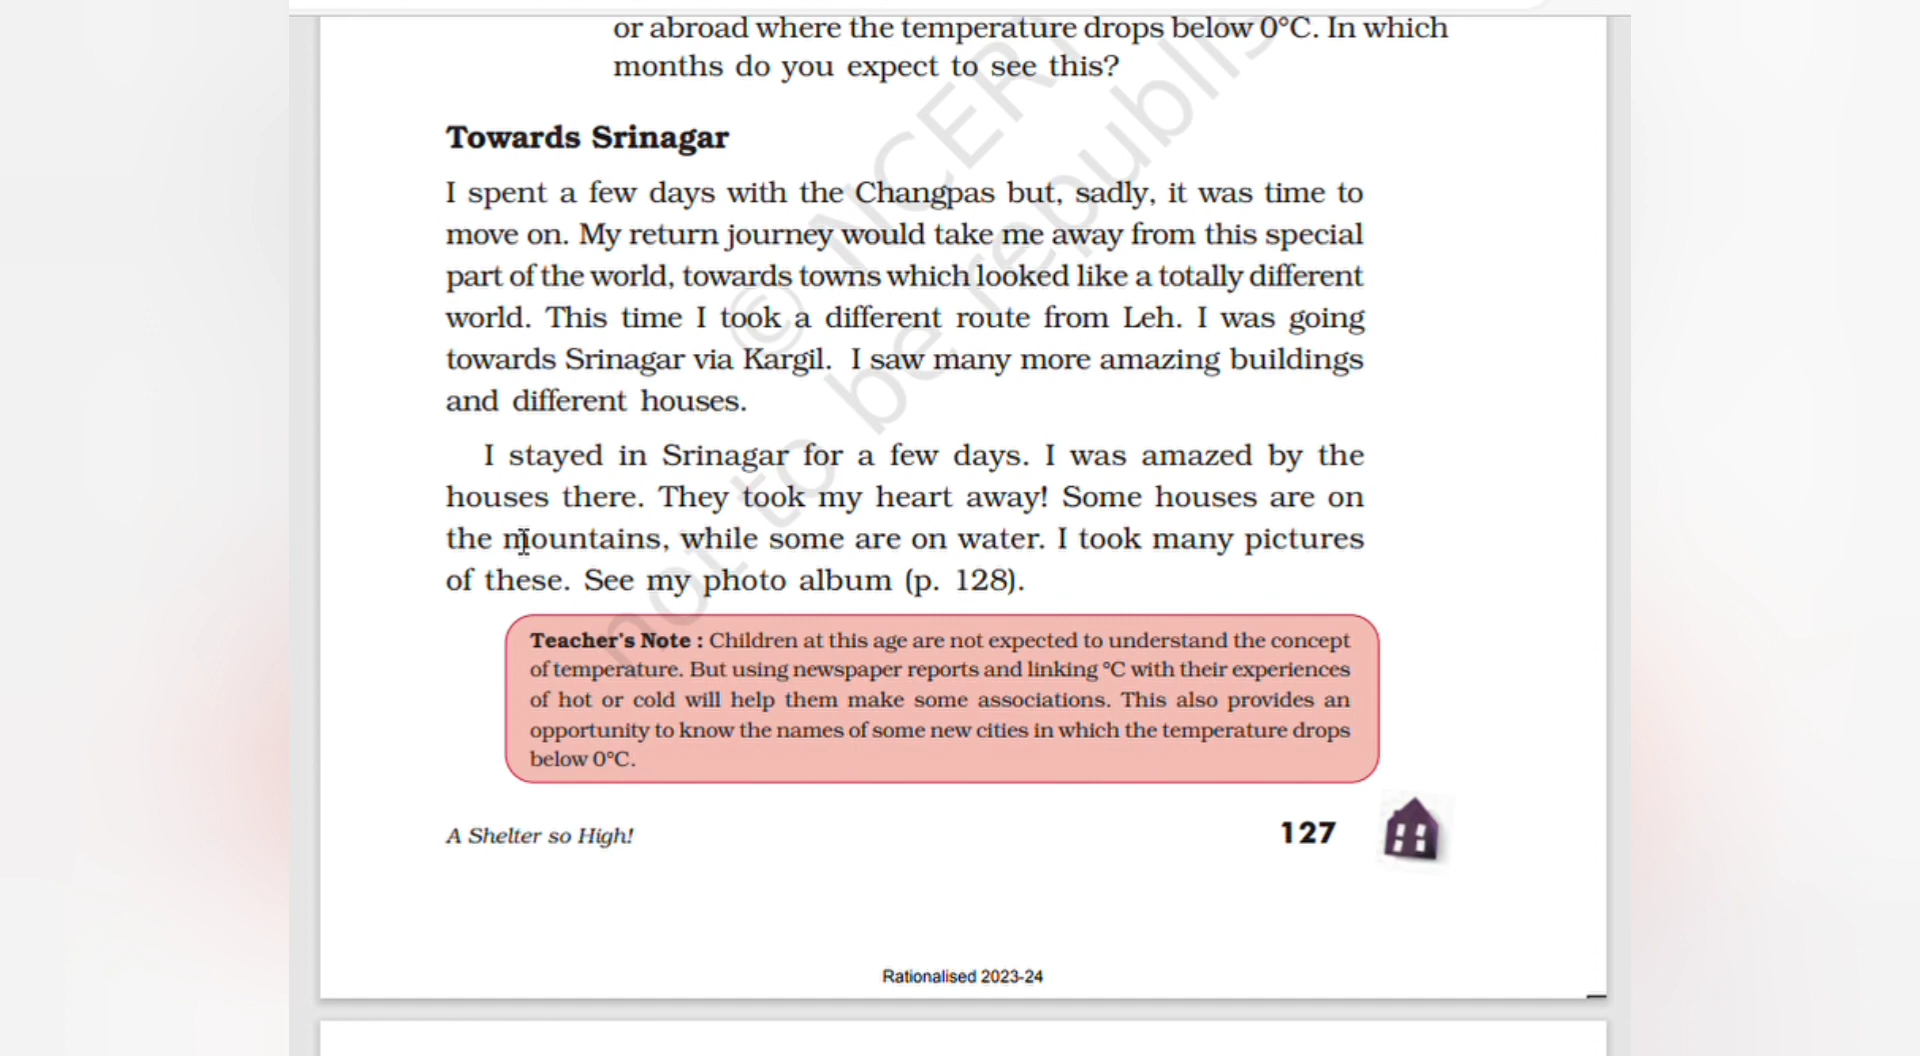 or abroad where the temperature drops below 0°C. In which
months do you expect to see this?
Towards Srinagar
I spent a few days with the Changpas but, sadly, it was time to
move on. My return journey would take me away from this special
part of the world, towards towns which looked like a totally different
world. This time I took a different route from Leh. I was going
towards Srinagar via Kargil. I saw many more amazing buildings
and different houses.
I stayed in Srinagar for a few days. I was amazed by the
houses there. They took my heart away! Some houses are on
the mountains, while some are on water. I took many pictures
of these. See my photo album (p. 128).
Teacher's Note : Children at this age are not expected to understand the concept
of temperature. But using newspaper reports and linking °C with their experiences
of hot or cold will help them make some associations. This also provides an
opportunity to know the names of some new cities in which the temperature drops
below 0°C.
A Shelter so High!
127
Rationalised 2023-24
© NCERT
not to be republis